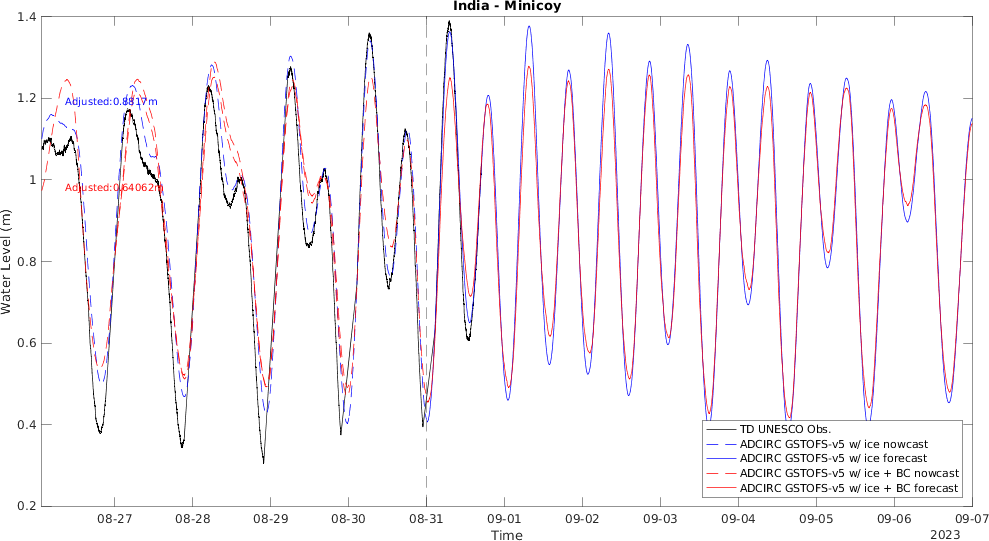 India - Minicoy
Water Level (m)
1.4
1.2
1
0.8
0.6
0.4
0.2
Adjusted:0.8817m
Adjusted:0.64062m
TD UNESCO Obs.
ADCIRC GSTOFS-v5 w/ ice nowcast
ADCIRC GSTOFS-v5 w/ ice forecast
ADCIRC GSTOFS-v5 w/ ice + BC nowcast
ADCIRC GSTOFS-v5 w/ ice + BC forecast
08-27 08-28 08-29 08-30 08-31 09-01 09-02 09-03 09-04 09-05 09-06 09-07
Time
2023